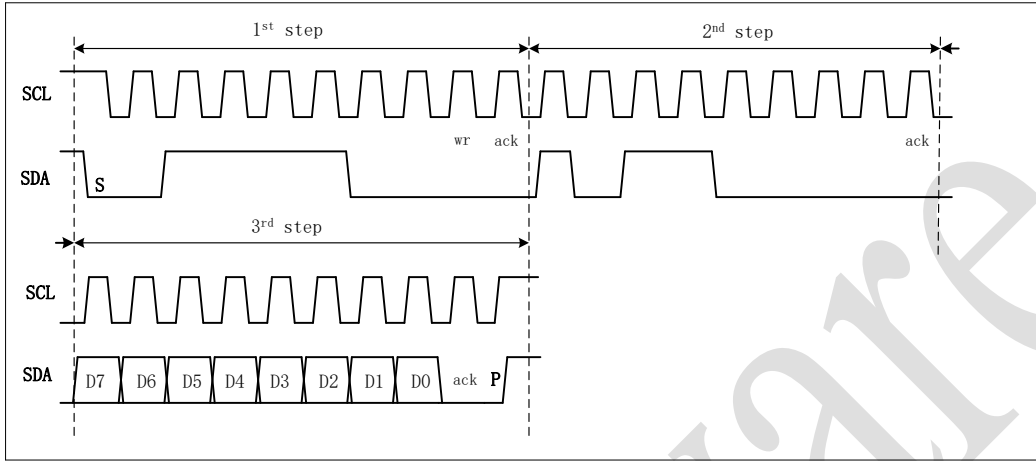 1st step 2nd step
SCL
wr ack ack
SDA S
3rd step
SCL
SDA D7 D6 D5 D4 D3 D2 D1 D0 ack P
are